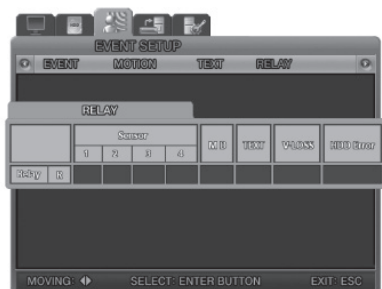 EVENT SETUP
EVENT MOTION TEXT RELAY
RELAY
Sensor M D TEXT V-LOSS HDD Error
1 2 3 4
Relay R
MOVING: SELECT: ENTER BUTTON EXIT: ESC